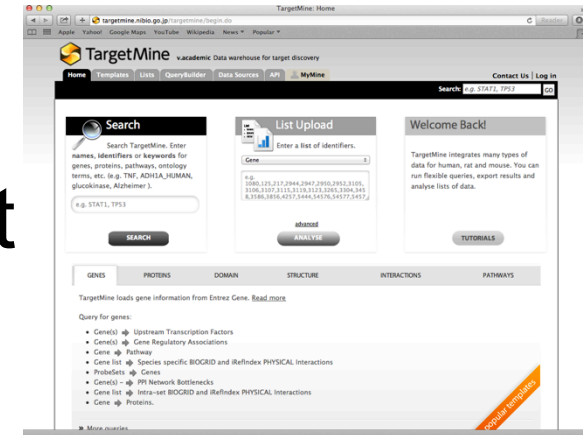 TargetMine: Home
targetmine.nibio.go.jp/targetmine/begin.do
Reader
Apple Yahoo! Google Maps YouTube Wikipedia News Popular
TargetMine v.academic Data warehouse for target discovery
Home Templates Lists QueryBuilder Data Sources API MyMine
Contact Us | Log in
Search: e.g. STAT1, TP53 GO
t
Search
Search TargetMine. Enter
names, identifiers or keywords for
genes, proteins, pathways, ontology
terms, etc. (e.g. TNF, ADH1A_HUMAN,
glucokinase, Alzheimer ).
e.g. STAT1, TP53
SEARCH
List Upload
Enter a list of identifiers.
Gene
e.g.
advanced
ANALYSE
Welcome Back!
TargetMine integrates many types of
data for human, rat and mouse. You can
run flexible queries, export results and
analyse lists of data.
TUTORIALS
GENES PROTEINS DOMAIN STRUCTURE INTERACTIONS PATHWAYS
TargetMine loads gene information from Entrez Gene. Read more
Query for genes:
• Gene(s) ➡ Upstream Transcription Factors
• Gene(s) ➡ Gene Regulatory Associations
• Gene ➡ Pathway
• Gene list ➡ Species specific BIOGRID and iRefIndex PHYSICAL Interactions
• ProbeSets ➡ Genes
• Gene(s) – ➡ PPI Network Bottlenecks
• Gene list ➡ Intra-set BIOGRID and iRefIndex PHYSICAL Interactions
• Gene ➡ Proteins.
More queries
popular templates